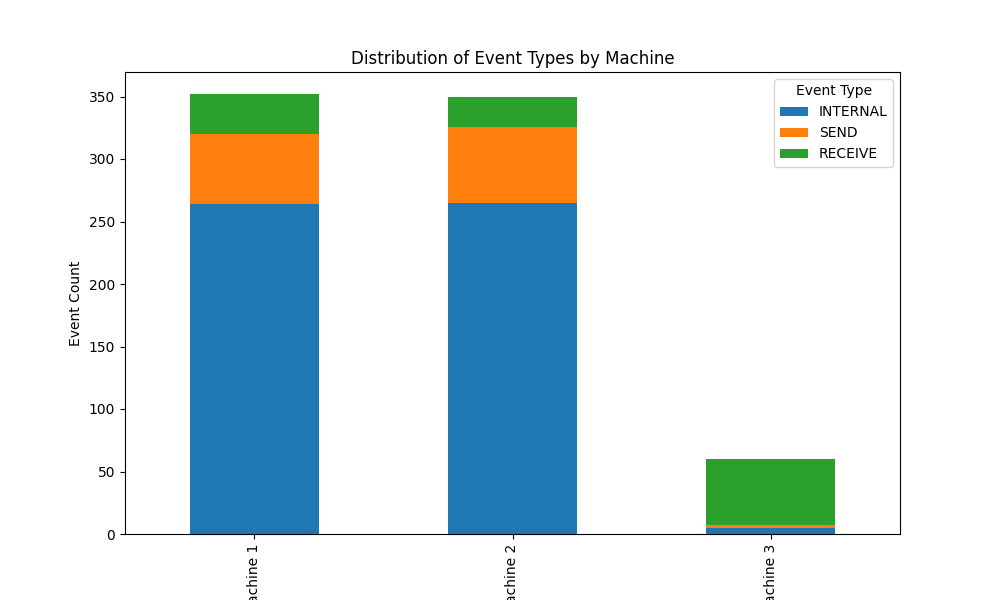 Distribution of Event Types by Machine
Event Type
INTERNAL
SEND
RECEIVE
Event Count
350
300
250
200
150
100
50
0
achine 1
achine 2
achine 3